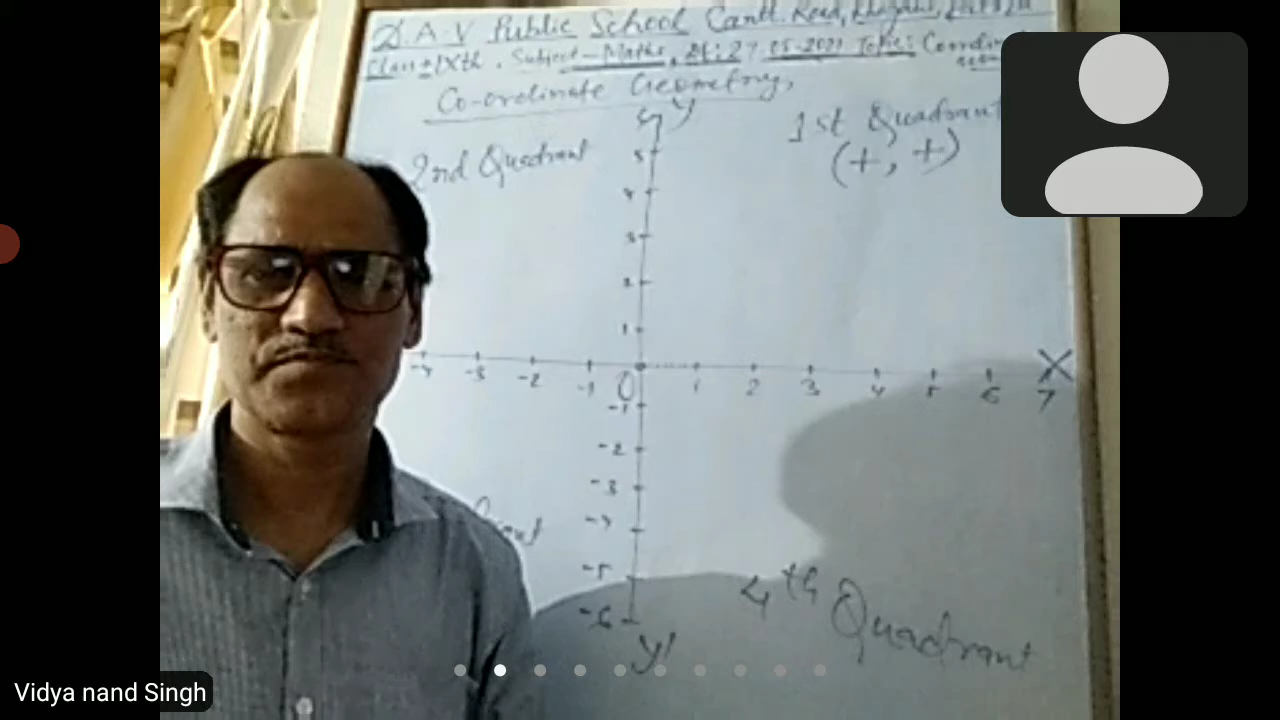 D.A.V Public School Cantt. Road,
Class - IXth, Subject - Maths, Dt: 27.05.2021 Topic: Coordinate
Co-ordinate Geometry,
Y
1st Quadrant
(+, +)
2nd Quadrant
5
4
3
2
1
-4 -3 -2 -1 O 1 2 3 4 5 6 7
X
-1
-2
-3
-4
-5
-6
Y'
4th Quadrant
Vidya nand Singh